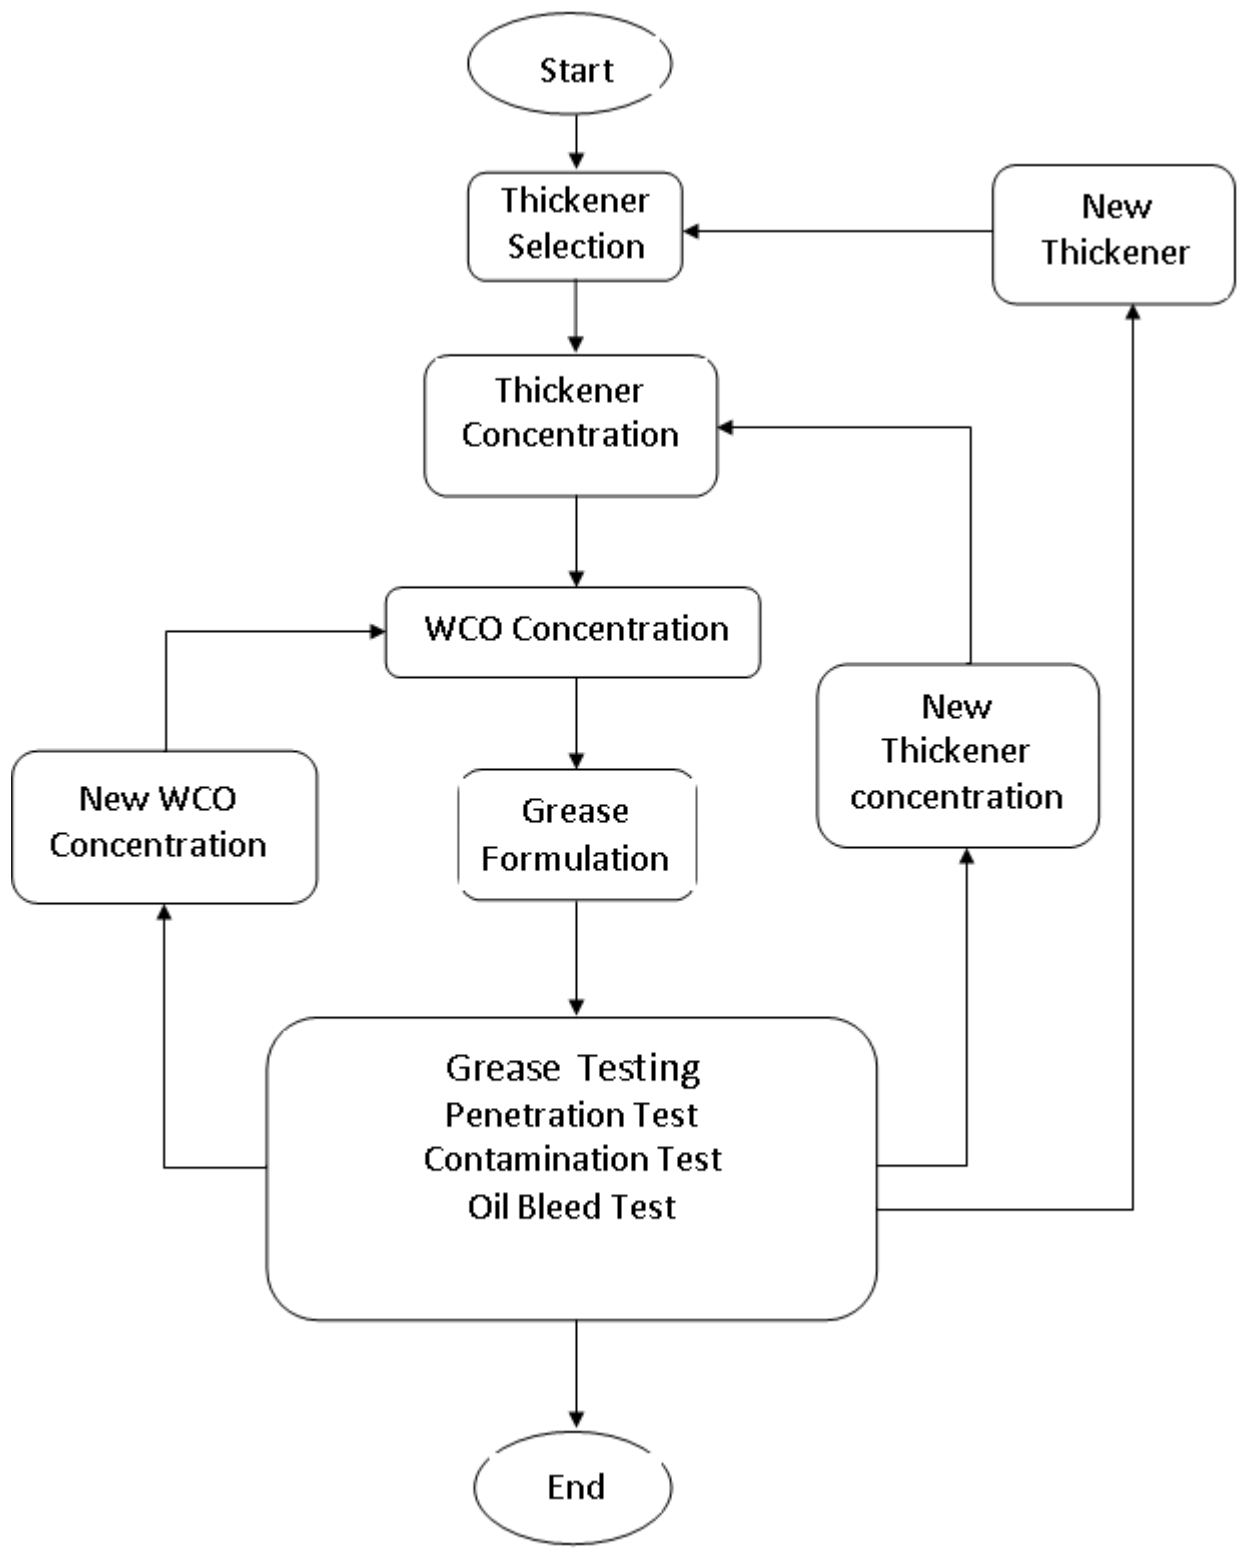 Start
Thickener
Selection
New
Thickener
Thickener
Concentration
WCO Concentration
New
Thickener
concentration
New WCO
Concentration
Grease
Formulation
Grease Testing
Penetration Test
Contamination Test
Oil Bleed Test
End